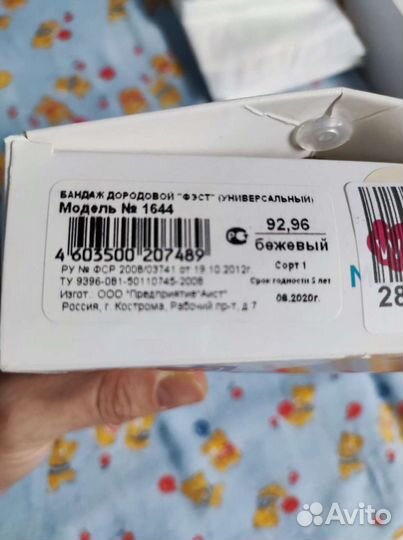 БАНДАЖ ДОРОДОВОЙ "ФЭСТ" (УНИВЕРСАЛЬНЫЙ)
Модель № 1644
4 603500 207489
92,96
бежевый
Сорт 1
Срок годности 5 лет
06.2020г.
РУ № ФСР 2008/03741 от 19.10.2012г.
ТУ 9396-081-50110745-2008
Изгот.: ООО "Предприятие"Аист"
Россия, г. Кострома, Рабочий пр-т, д.7
28
Avito